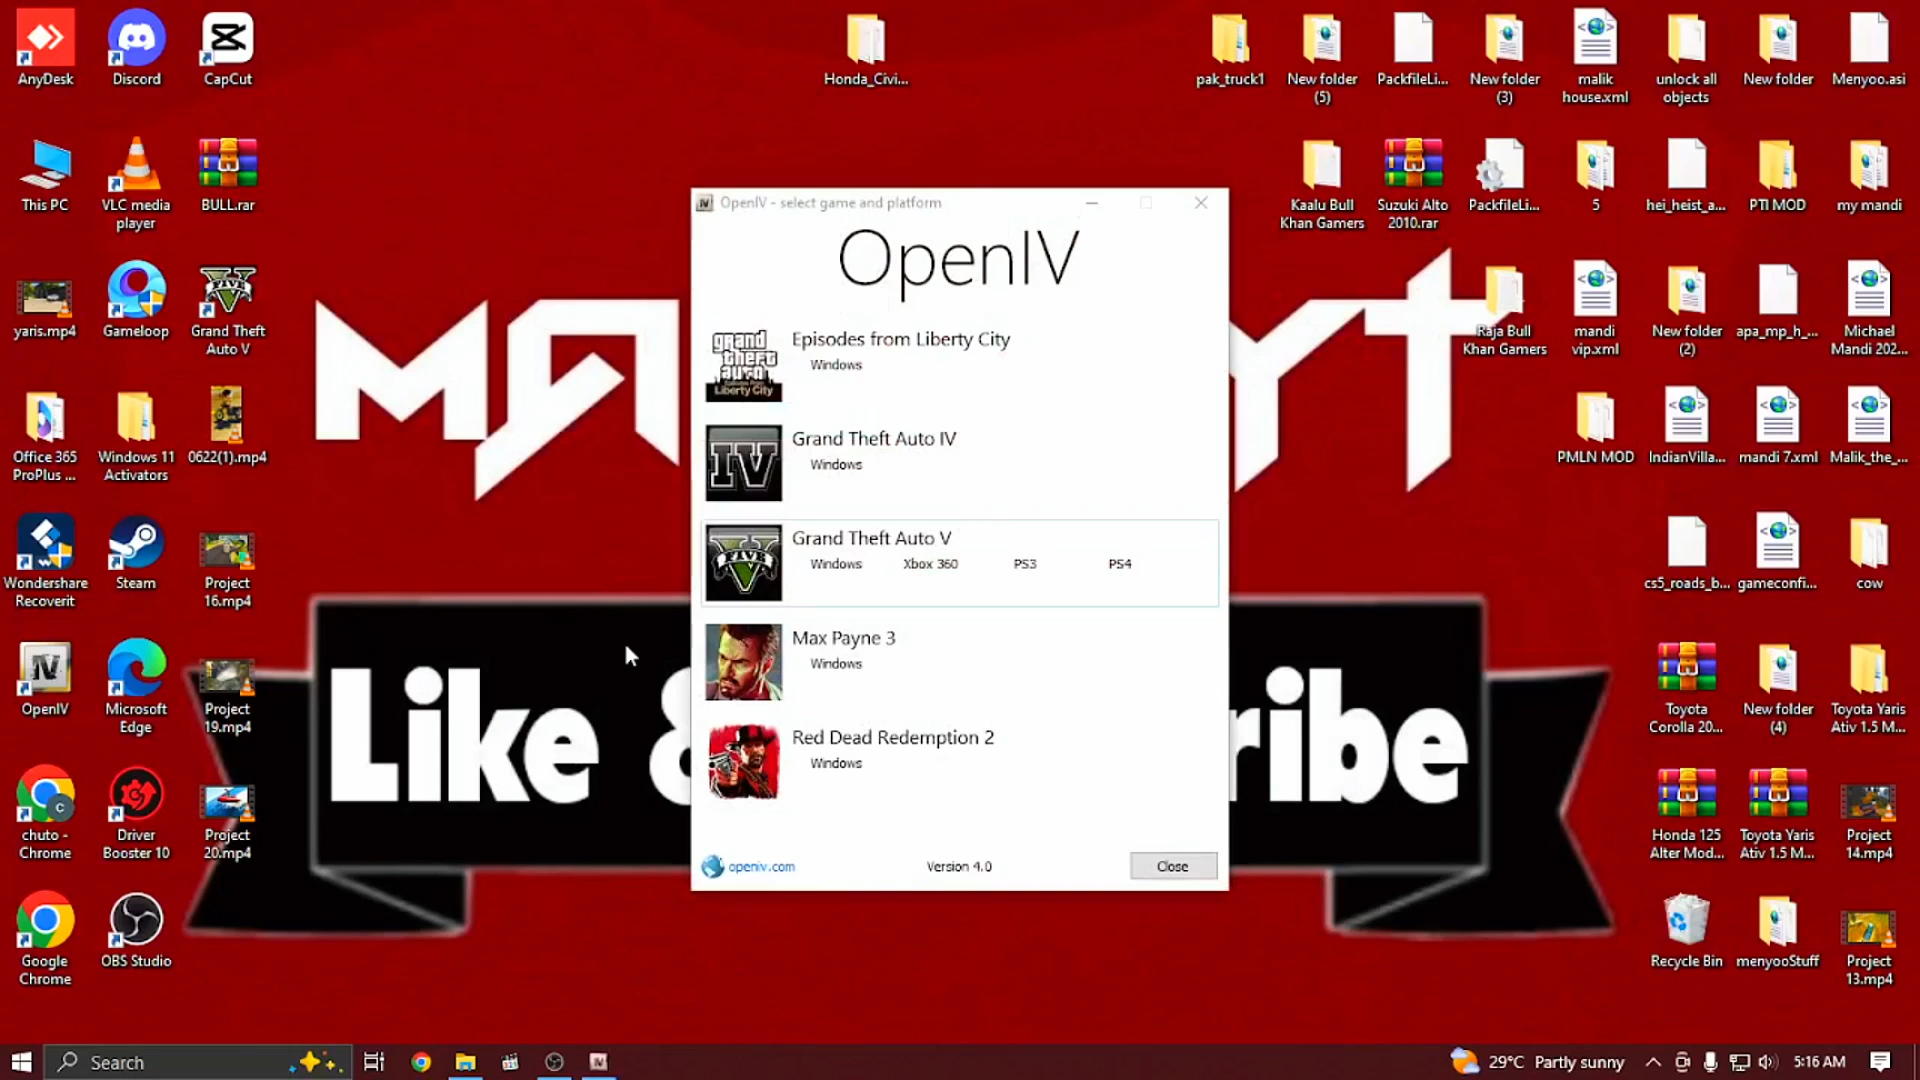 AnyDesk
Discord
CapCut
Honda_Civi...
pak_truck1
New folder
(5)
PackfileLi...
New folder
(3)
malik
house.xml
unlock all
objects
New folder
Menyoo.asi
This PC
VLC media
player
BULL.rar
Kaalu Bull
Khan Gamers
Suzuki Alto
2010.rar
PackfileLi...
5
hei_heist_a...
PTI MOD
my mandi
yaris.mp4
Gameloop
FIVE
Grand Theft
Auto V
Raja Bull
Khan Gamers
mandi
vip.xml
New folder
(2)
apa_mp_h_...
Michael
Mandi 202...
Office 365
ProPlus ...
Windows 11
Activators
0622(1).mp4
PMLN MOD
IndianVilla...
mandi 7.xml
Malik_the_...
Wondershare
Recoverit
Steam
Project
16.mp4
cs5_roads_b...
gameconfi...
cow
OpenIV
Microsoft
Edge
Project
19.mp4
Toyota
Corolla 20...
New folder
(4)
Toyota Yaris
Ativ 1.5 M...
chuto -
Chrome
Driver
Booster 10
Project
20.mp4
Honda 125
Alter Mod...
Toyota Yaris
Ativ 1.5 M...
Project
14.mp4
Google
Chrome
OBS Studio
Recycle Bin
menyooStuff
Project
13.mp4
Like &
ribe
OpenIV - select game and platform
OpenIV
grand
theft
auto
Liberty City
Episodes from Liberty City
Windows
IV
Grand Theft Auto IV
Windows
FIVE
Grand Theft Auto V
Windows Xbox 360 PS3 PS4
Max Payne 3
Windows
Red Dead Redemption 2
Windows
openiv.com
Version 4.0
Close
Search
29°C Partly sunny
5:16 AM